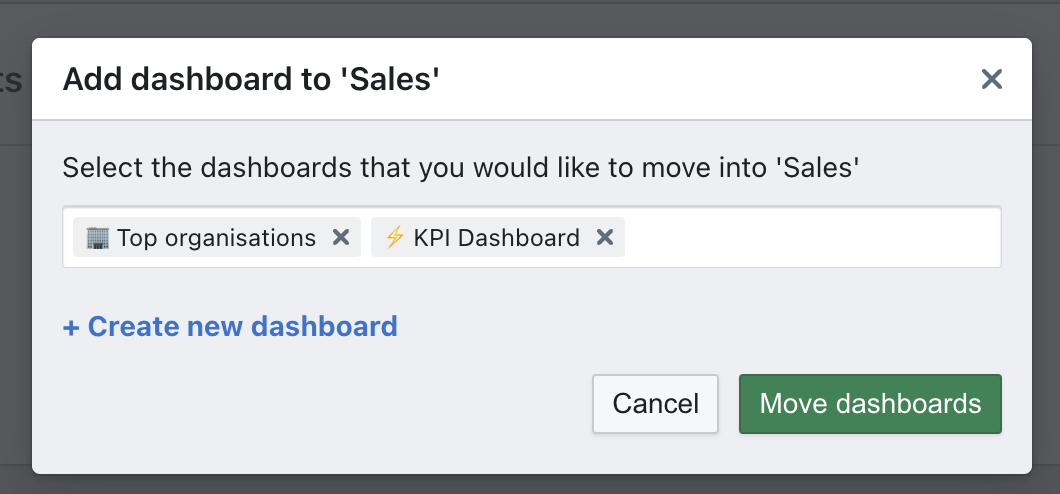 ts
Add dashboard to 'Sales'
Select the dashboards that you would like to move into 'Sales'
Top organisations KPI Dashboard
+ Create new dashboard
Cancel Move dashboards